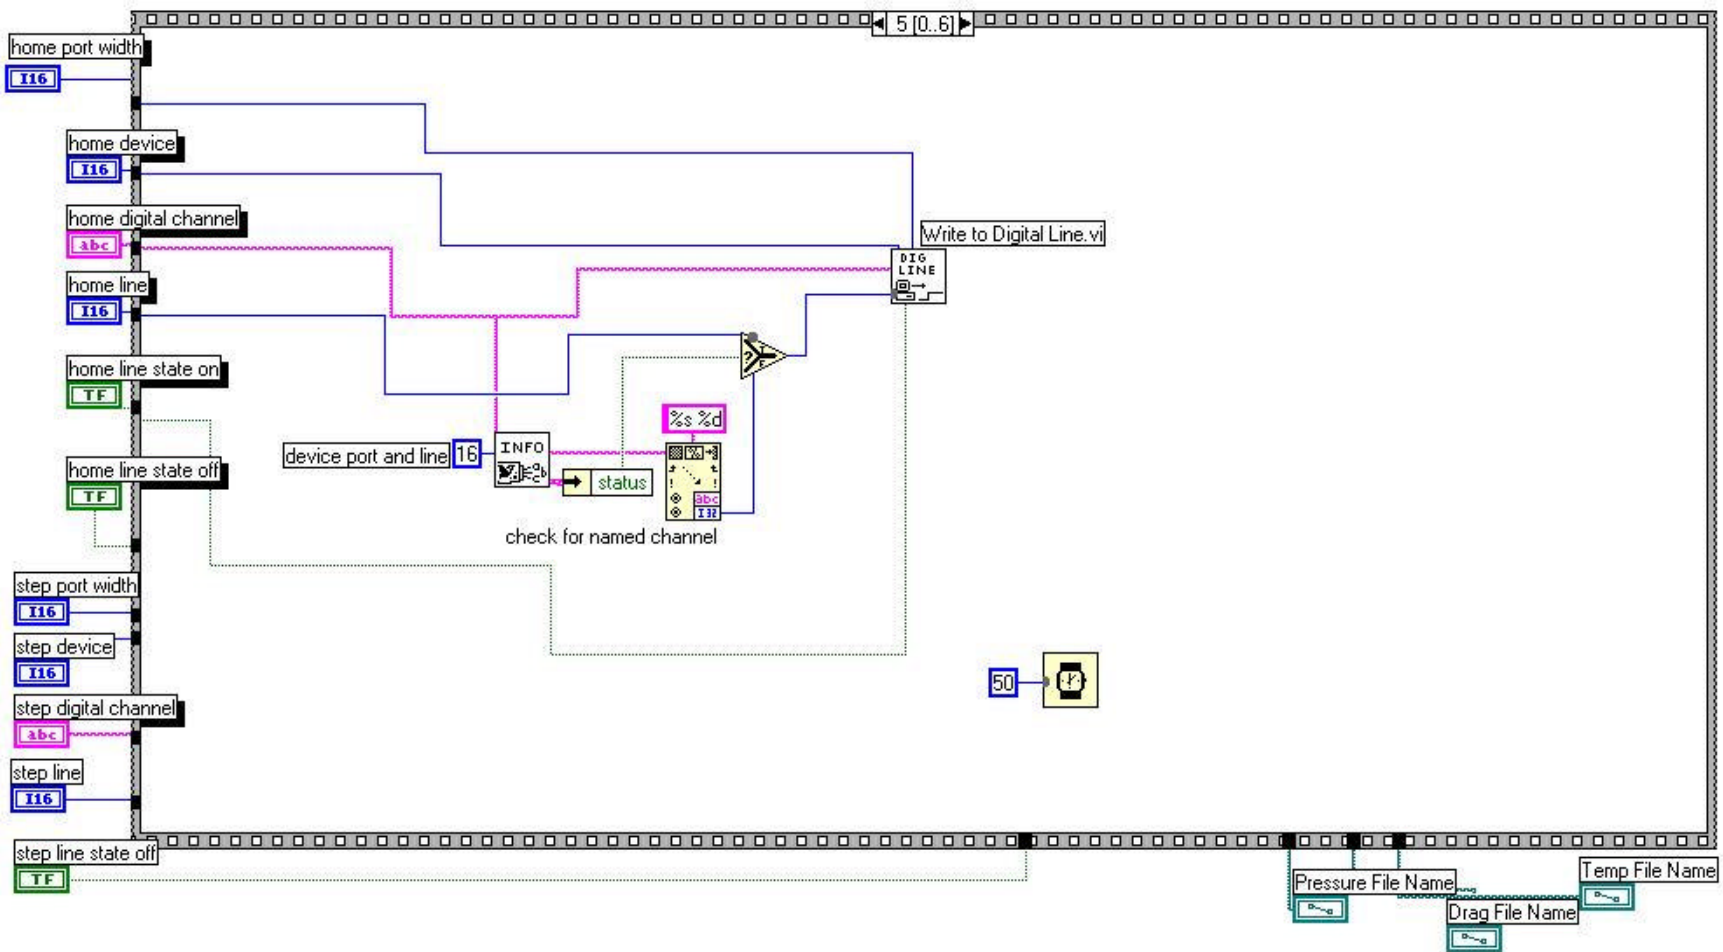 5 [0..6]
home port width
I16
home device
I16
home digital channel
abc
Write to Digital Line.vi
DIG
LINE
home line
I16
home line state on
TF
? T
F
%s %d
device port and line
16
INFO
status
home line state off
TF
abc
I32
check for named channel
step port width
I16
step device
I16
50
step digital channel
abc
step line
I16
step line state off
TF
Pressure File Name
Temp File Name
Drag File Name